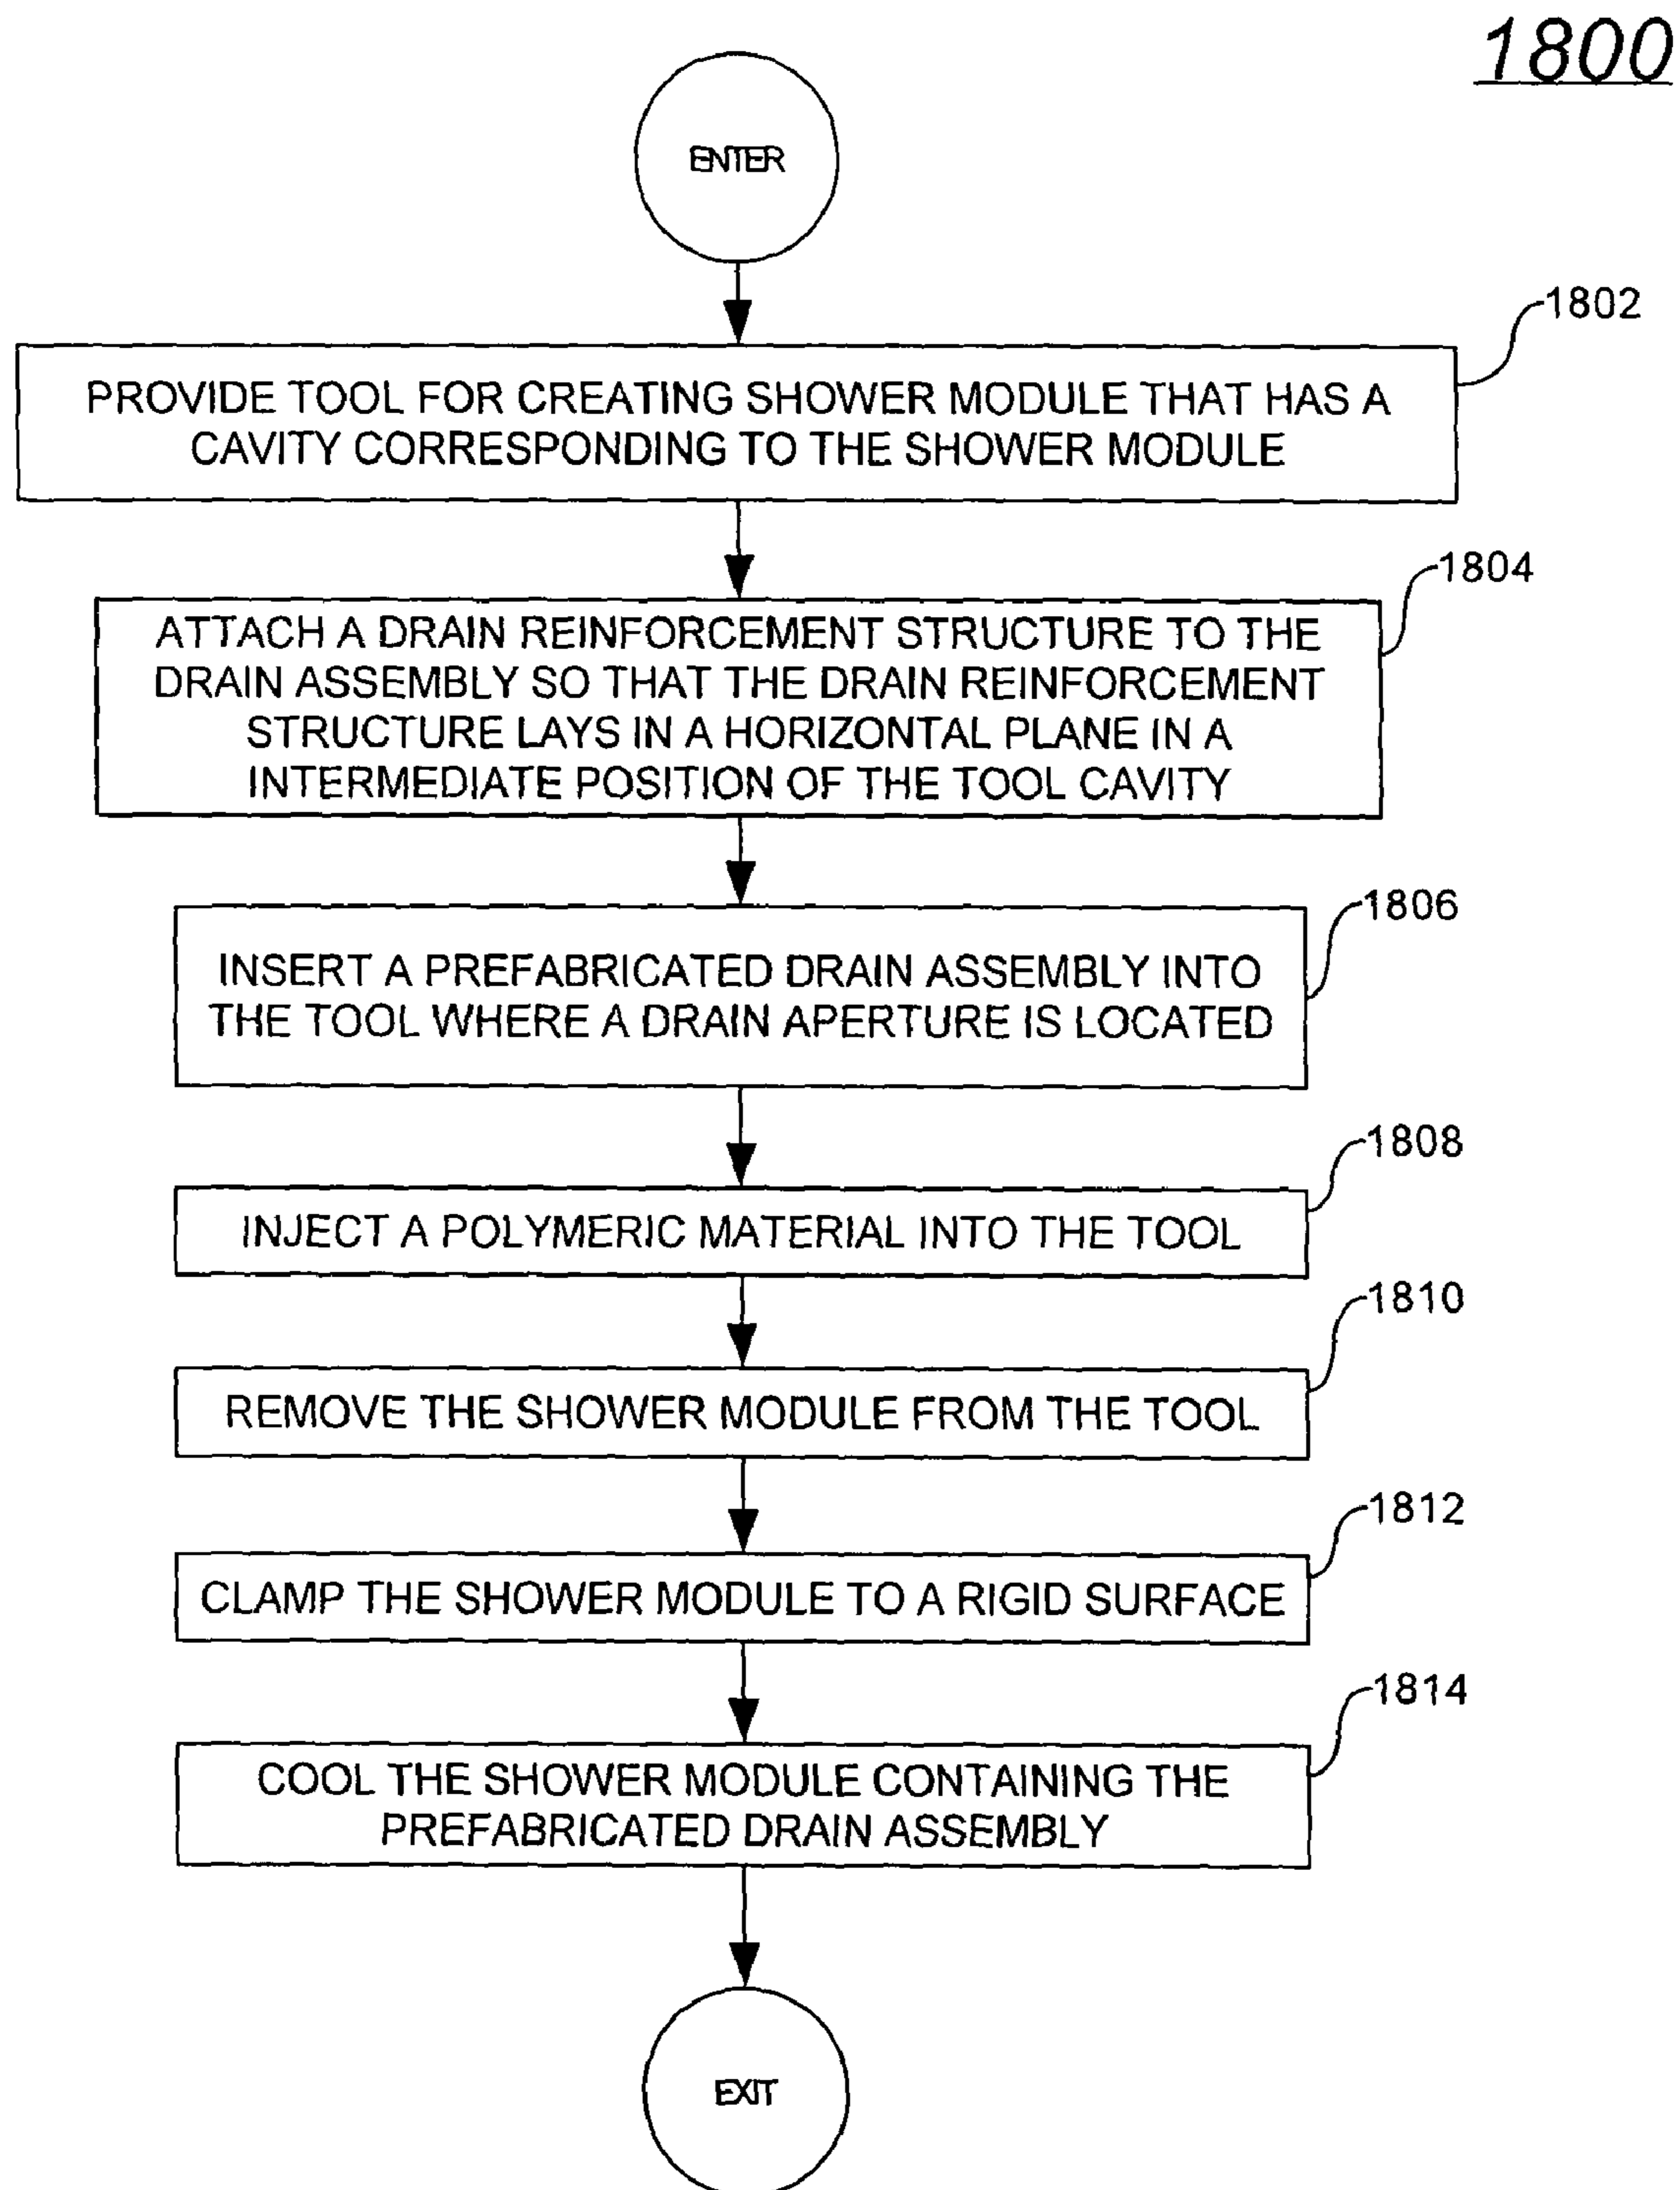 1800
ENTER
1802
PROVIDE TOOL FOR CREATING SHOWER MODULE THAT HAS A
CAVITY CORRESPONDING TO THE SHOWER MODULE
1804
ATTACH A DRAIN REINFORCEMENT STRUCTURE TO THE
DRAIN ASSEMBLY SO THAT THE DRAIN REINFORCEMENT
STRUCTURE LAYS IN A HORIZONTAL PLANE IN A
INTERMEDIATE POSITION OF THE TOOL CAVITY
1806
INSERT A PREFABRICATED DRAIN ASSEMBLY INTO
THE TOOL WHERE A DRAIN APERTURE IS LOCATED
1808
INJECT A POLYMERIC MATERIAL INTO THE TOOL
1810
REMOVE THE SHOWER MODULE FROM THE TOOL
1812
CLAMP THE SHOWER MODULE TO A RIGID SURFACE
1814
COOL THE SHOWER MODULE CONTAINING THE
PREFABRICATED DRAIN ASSEMBLY
EXIT